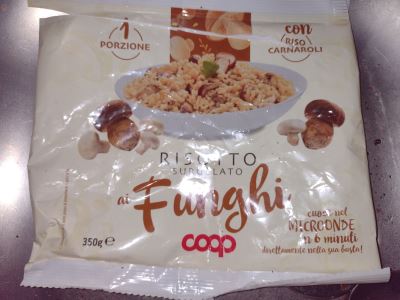 1
PORZIONE
con
RISO
CARNAROLI
RISOTTO
SURGELATO
ai Funghi
cuoce nel
MICROONDE
in 6 minuti
direttamente nella sua busta!
350g e
coop